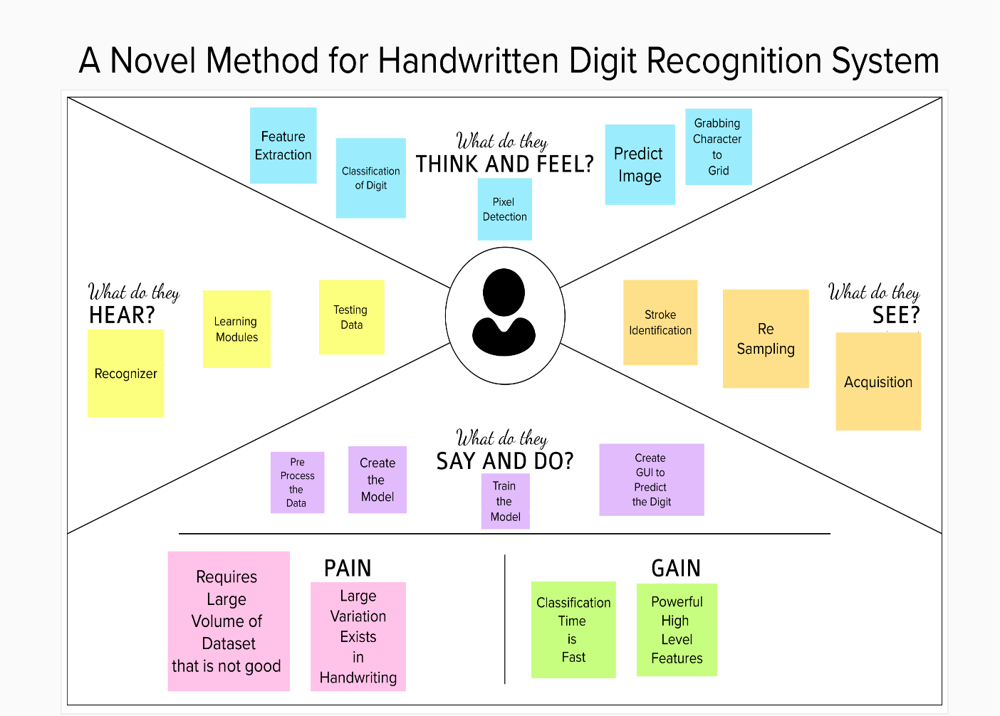 A Novel Method for Handwritten Digit Recognition System
Feature
Extraction
Classification
of Digit
What do they
THINK AND FEEL?
Pixel
Detection
Predict
Image
Grabbing
Character
to
Grid
What do they
HEAR?
Recognizer
Learning
Modules
Testing
Data
Stroke
Identification
Re
Sampling
What do they
SEE?
Acquisition
What do they
SAY AND DO?
Pre
Process
the
Data
Create
the
Model
Train
the
Model
Create
GUI to
Predict
the Digit
PAIN
Requires
Large
Volume of
Dataset
that is not good
Large
Variation
Exists
in
Handwriting
GAIN
Classification
Time
is
Fast
Powerful
High
Level
Features